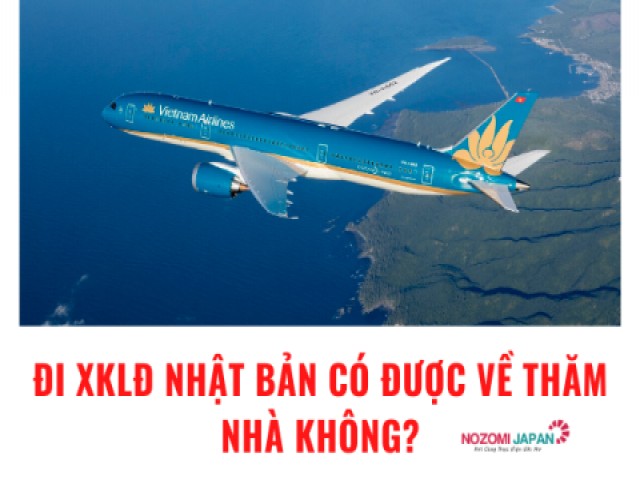 Vietnam Airlines
ĐI XKLĐ NHẬT BẢN CÓ ĐƯỢC VỀ THĂM
NHÀ KHÔNG?
NOZOMI JAPAN